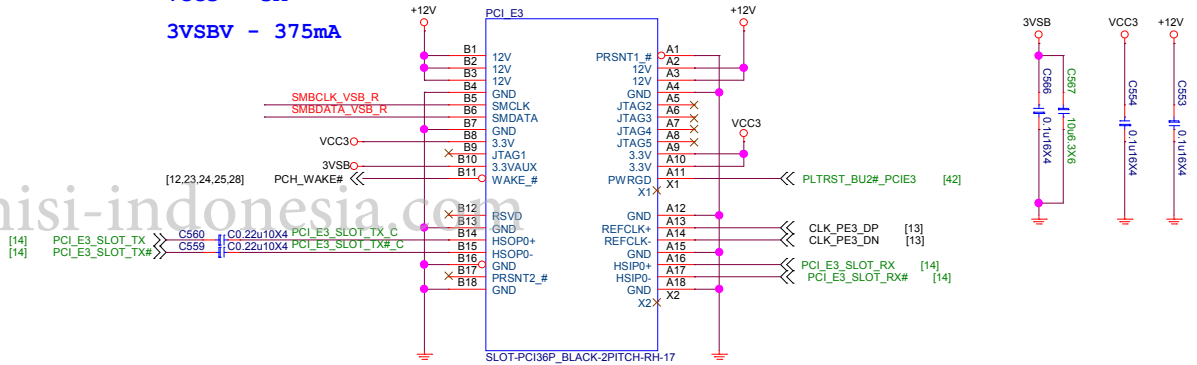 3VSBV - 375mA
+12V
PCI_E3
+12V
3VSB
VCC3
+12V
B1 12V
B2 12V
B3 12V
B4 GND
SMBCLK_VSB_R B5 SMCLK
SMBDATA_VSB_R B6 SMDATA
B7 GND
VCC3 B8 3.3V
B9 JTAG1
3VSB B10 3.3VAUX
[12,23,24,25,28] PCH_WAKE# B11 WAKE_#
B12 RSVD
B13 GND
[14] PCI_E3_SLOT_TX C560 C0.22u10X4 PCI_E3_SLOT_TX_C B14 HSOP0+
[14] PCI_E3_SLOT_TX# C559 C0.22u10X4 PCI_E3_SLOT_TX#_C B15 HSOP0-
B16 GND
B17 PRSNT2_#
B18 GND
PRSNT1_# A1
12V A2
12V A3
GND A4
JTAG2 A5
JTAG3 A6
JTAG4 A7
JTAG5 A8
VCC3
3.3V A9
3.3V A10
PWRGD A11 PLTRST_BU2#_PCIE3 [42]
X1 X1
GND A12
REFCLK+ A13 CLK_PE3_DP [13]
REFCLK- A14 CLK_PE3_DN [13]
GND A15
HSIP0+ A16 PCI_E3_SLOT_RX [14]
HSIP0- A17 PCI_E3_SLOT_RX# [14]
GND A18
X2 X2
SLOT-PCI36P_BLACK-2PITCH-RH-17
C566 0.1u16X4
C567 10u6.3X6
C554 0.1u16X4
C553 0.1u16X4
nisi-indonesia.com